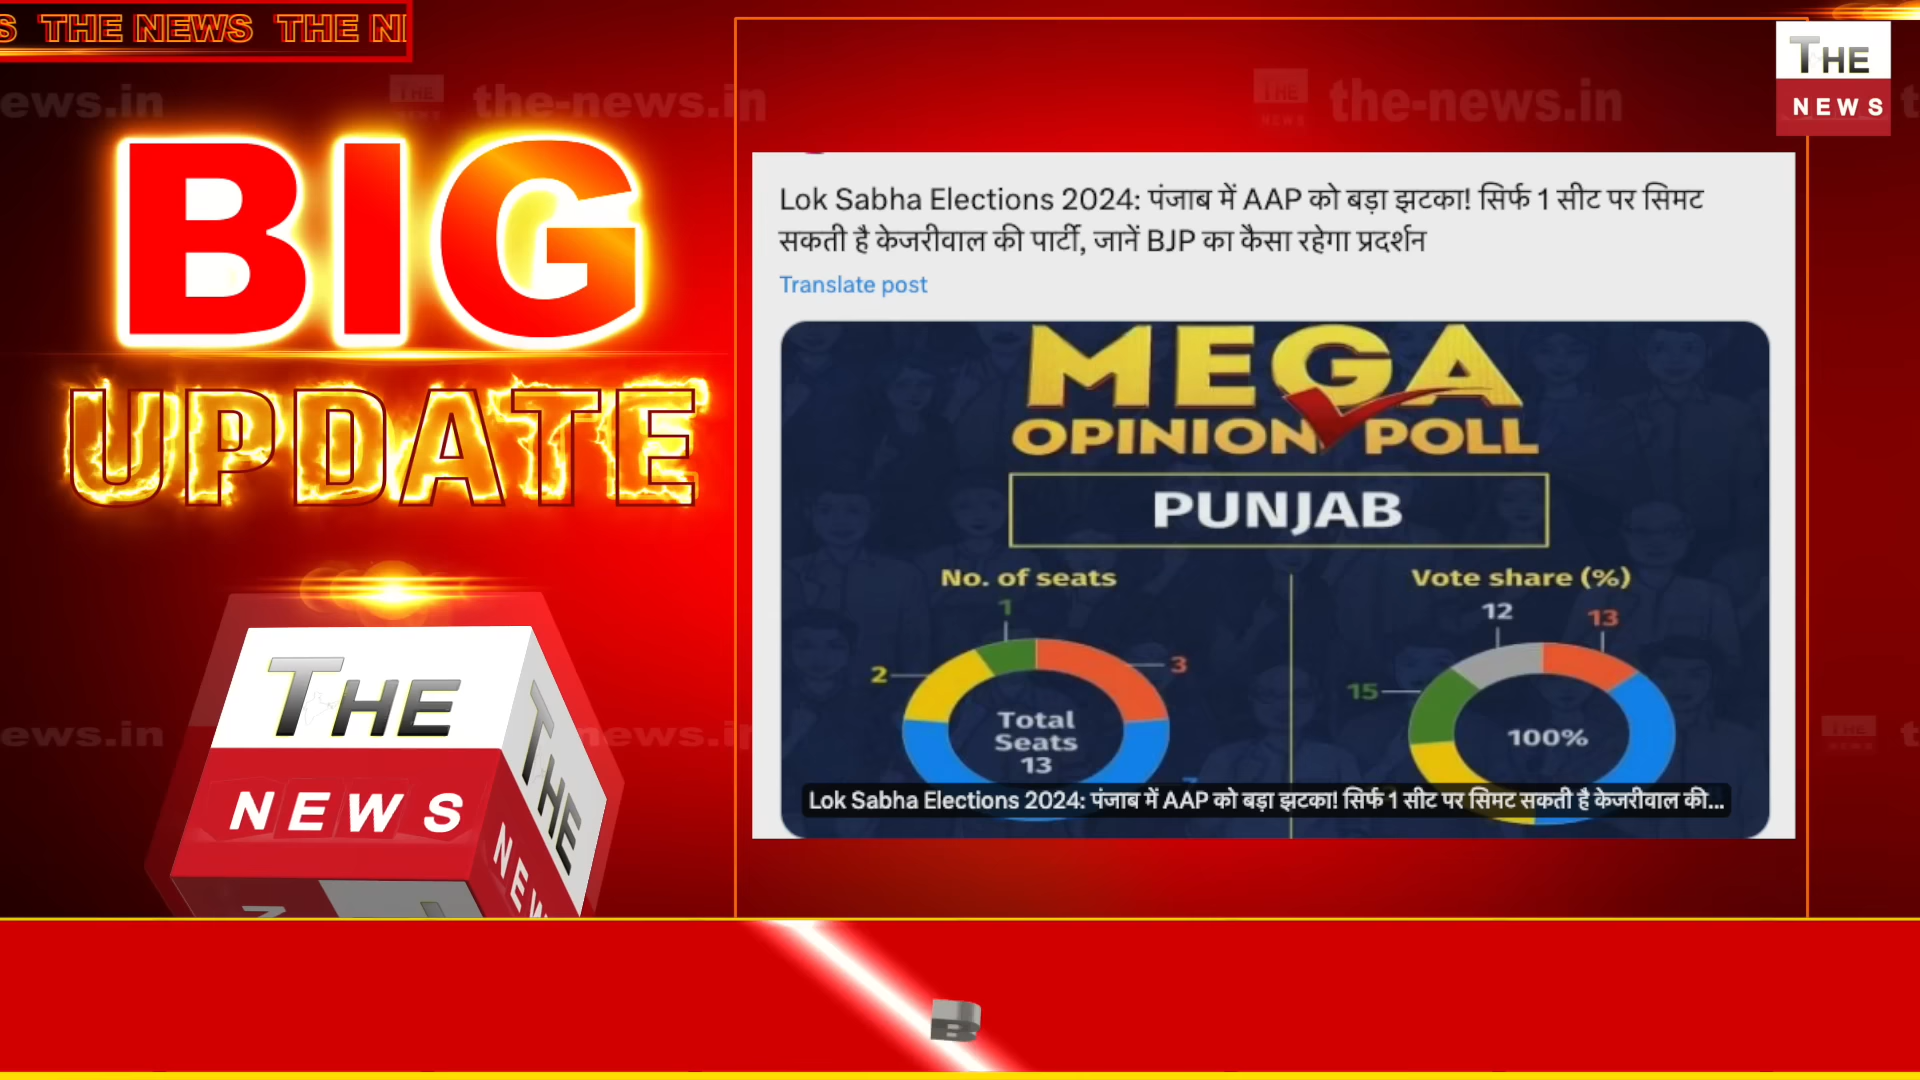 THE NEWS
THE
NEWS
the-news.in
the-news.in
BIG
UPDATE
Lok Sabha Elections 2024: पंजाब में AAP को बड़ा झटका! सिर्फ 1 सीट पर सिमट
सकती है केजरीवाल की पार्टी, जानें BJP का कैसा रहेगा प्रदर्शन
Translate post
MEGA
OPINION POLL
PUNJAB
No. of seats
Vote share (%)
1
2
3
Total
Seats
13
12
13
15
100%
Lok Sabha Elections 2024: पंजाब में AAP को बड़ा झटका! सिर्फ 1 सीट पर सिमट सकती है केजरीवाल की...
THE
NEWS
THE
NEWS
B